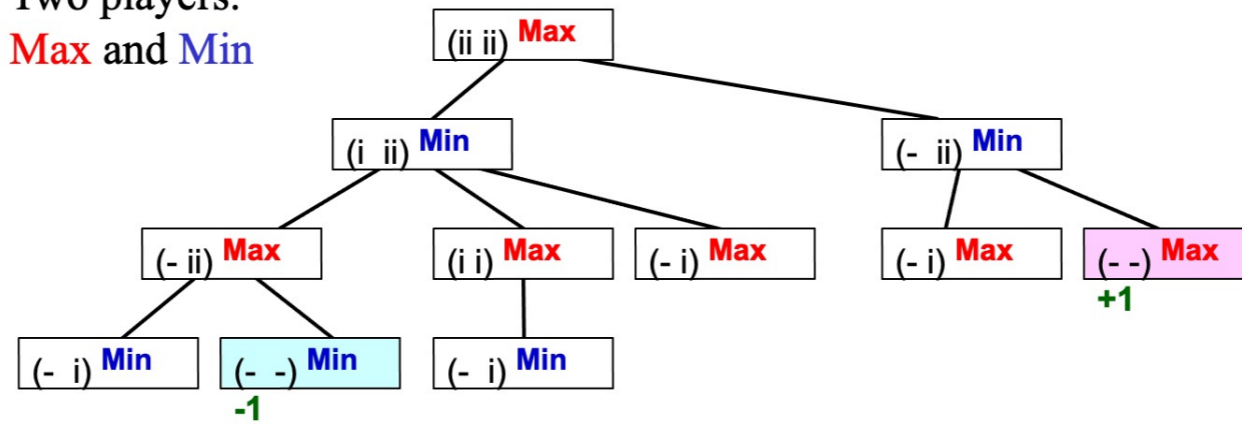 Two players:
Max and Min
(ii ii) Max
(i ii) Min
(- ii) Min
(- ii) Max
(i i) Max
(- i) Max
(- i) Max
(- -) Max
+1
(- i) Min
(- -) Min
(- i) Min
-1